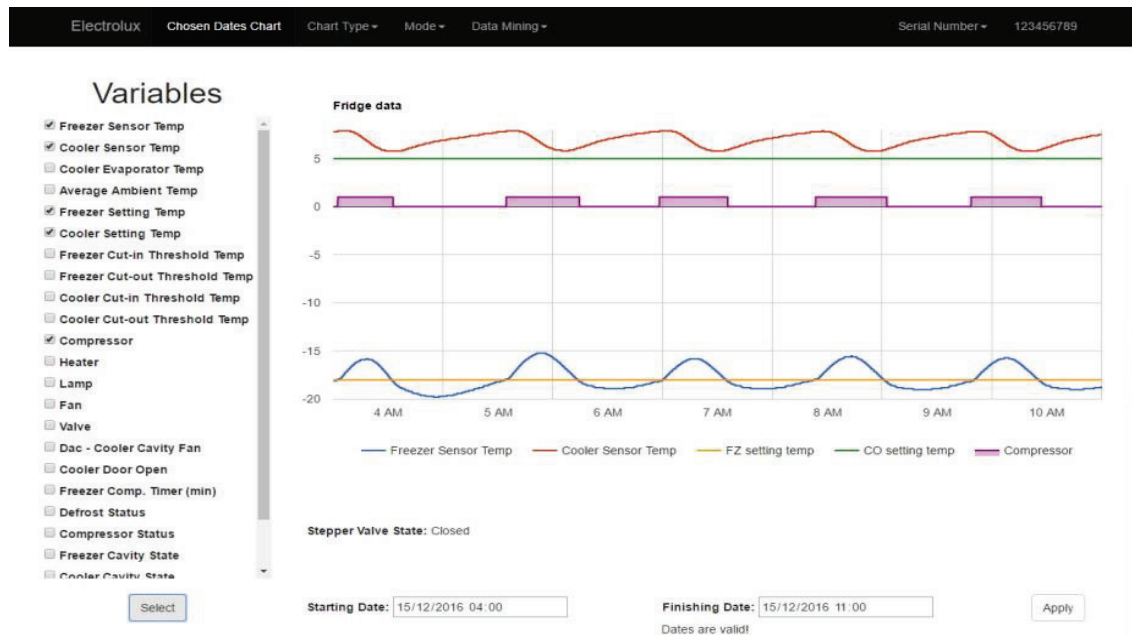 Electrolux Chosen Dates Chart Chart Type Mode Data Mining Serial Number 123456789
Variables
Freezer Sensor Temp
Cooler Sensor Temp
Cooler Evaporator Temp
Average Ambient Temp
Freezer Setting Temp
Cooler Setting Temp
Freezer Cut-in Threshold Temp
Freezer Cut-out Threshold Temp
Cooler Cut-in Threshold Temp
Cooler Cut-out Threshold Temp
Compressor
Heater
Lamp
Fan
Valve
Dac - Cooler Cavity Fan
Cooler Door Open
Freezer Comp. Timer (min)
Defrost Status
Compressor Status
Freezer Cavity State
Cooler Cavity State
Select
Fridge data
5
0
-5
-10
-15
-20
4 AM 5 AM 6 AM 7 AM 8 AM 9 AM 10 AM
Freezer Sensor Temp Cooler Sensor Temp FZ setting temp CO setting temp Compressor
Stepper Valve State: Closed
Starting Date: 15/12/2016 04:00 Finishing Date: 15/12/2016 11:00 Apply
Dates are valid!